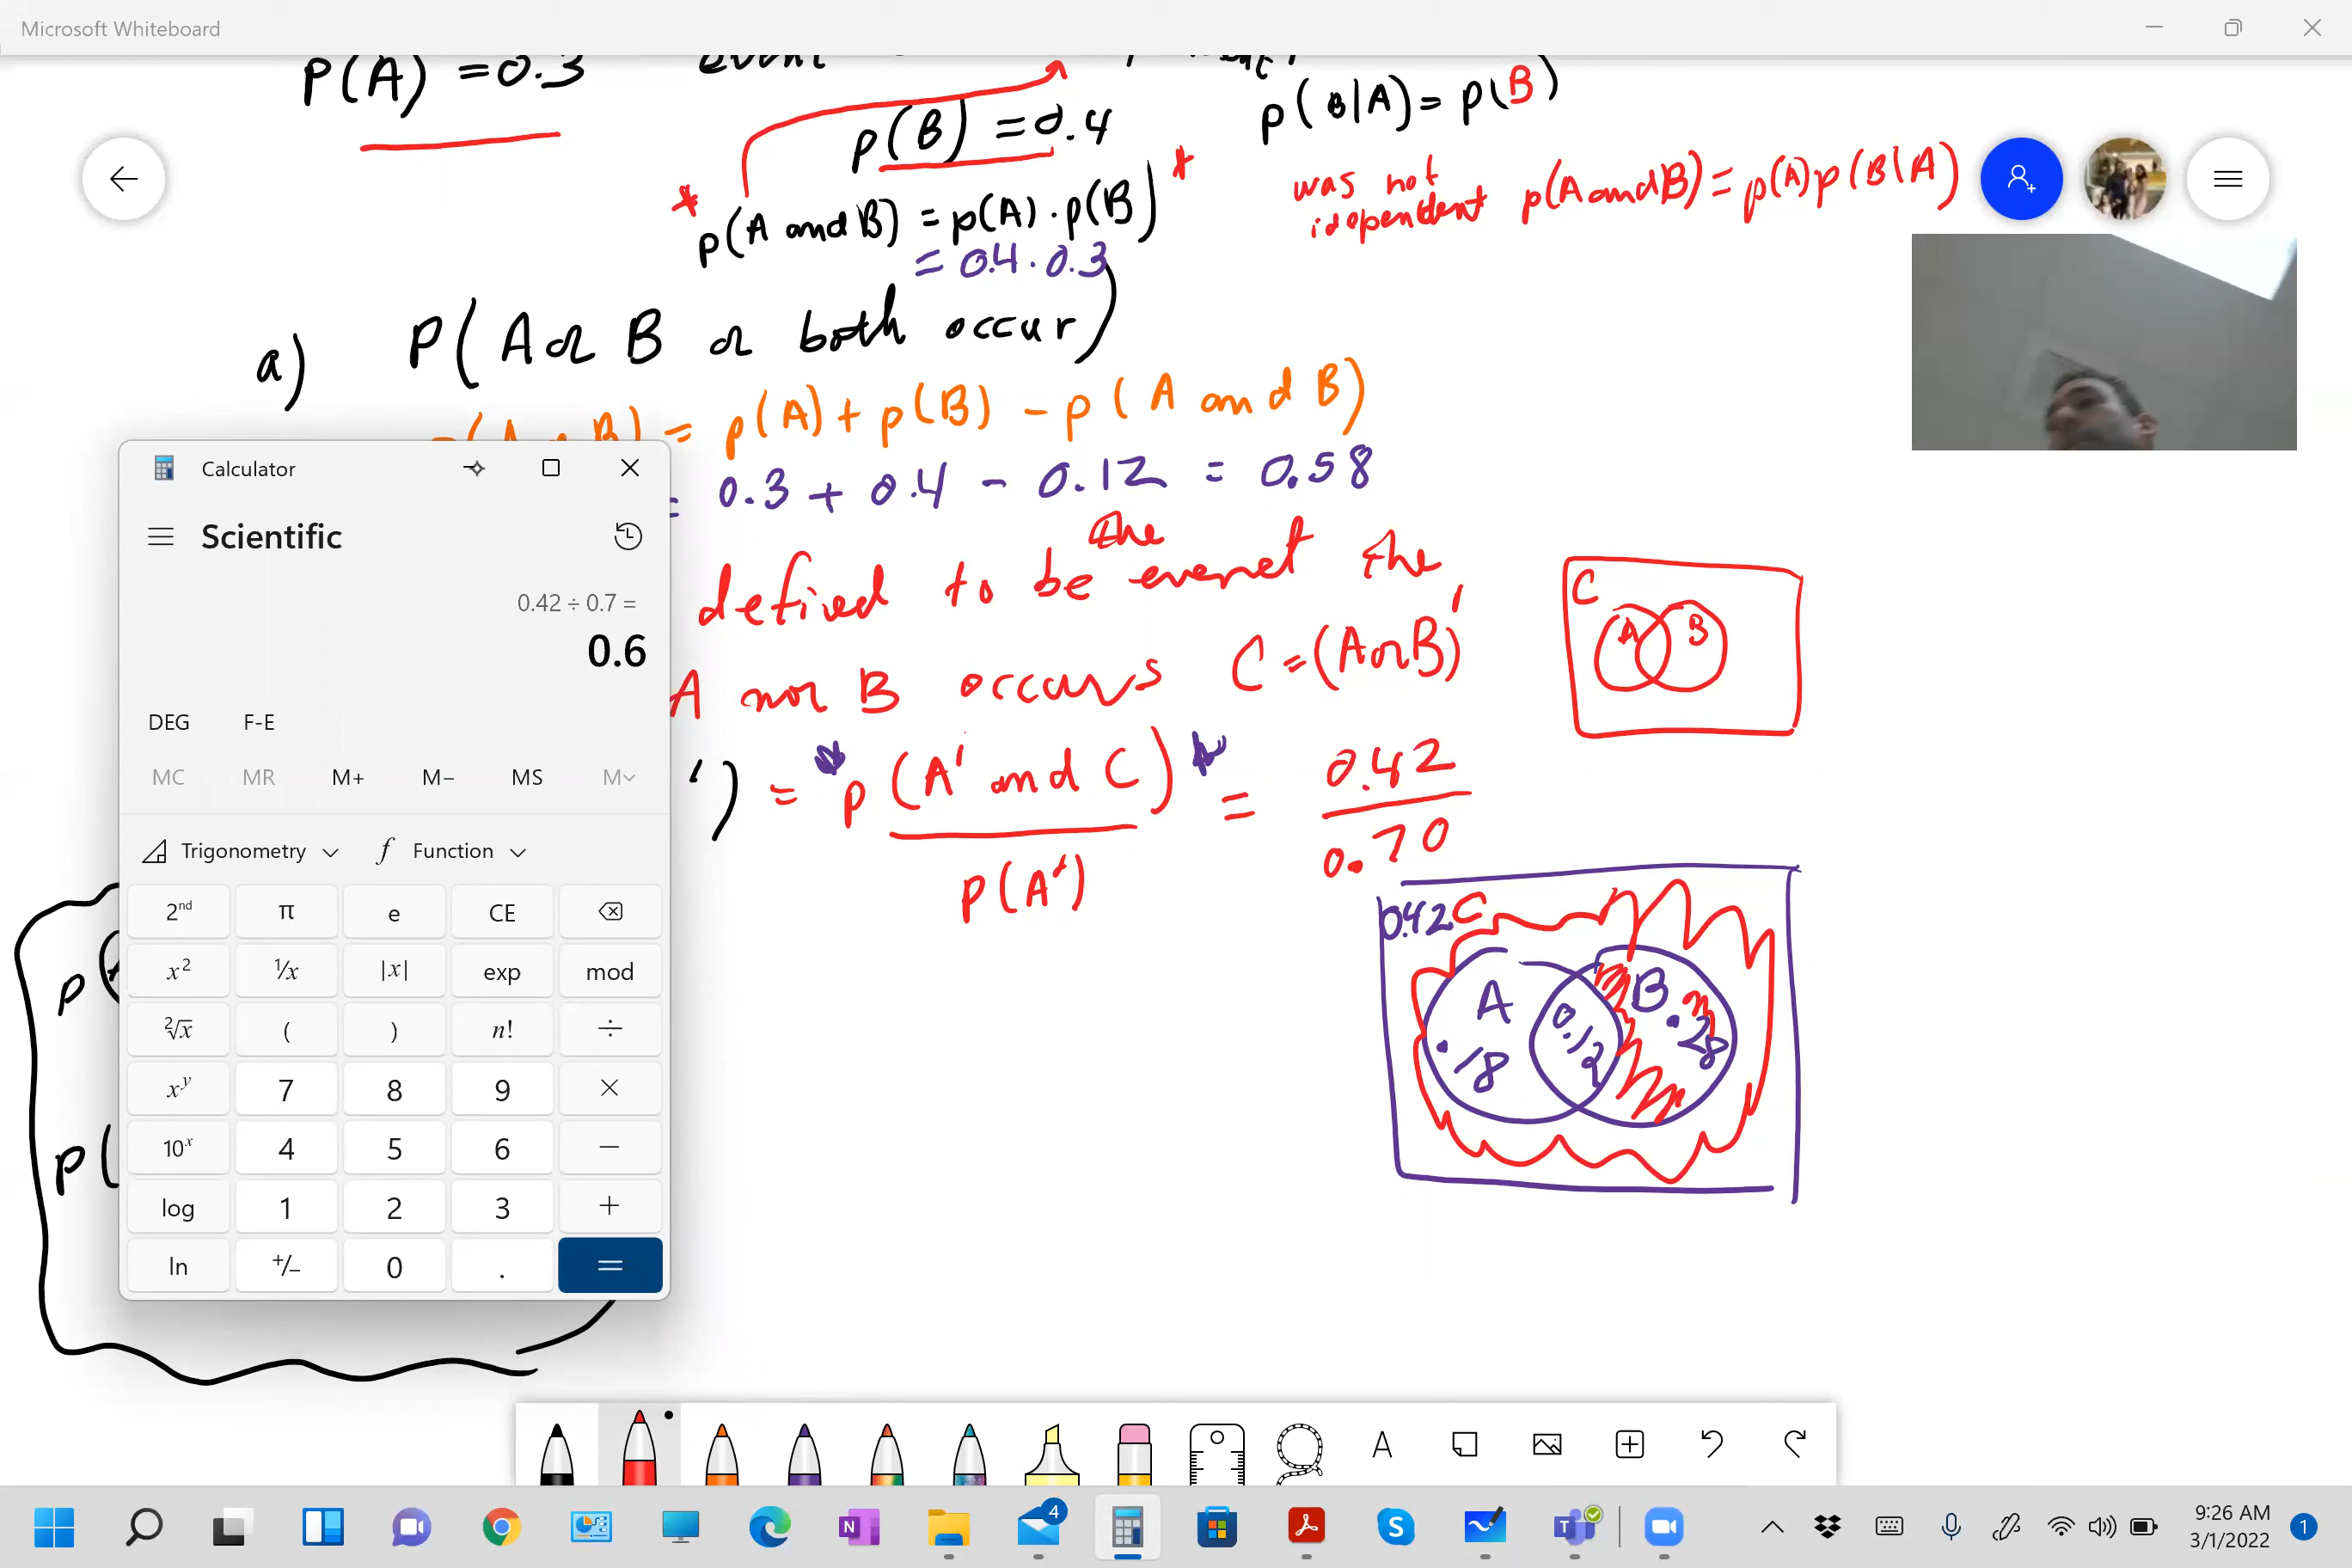 Microsoft Whiteboard
P(A) = 0.3
event
P(B) = 0.4
P(B|A) = P(B)
* P(A and B) = P(A) · P(B) *
= 0.4 · 0.3
was not
idependent P(A and B) = P(A) P(B|A)
a) P(A or B or both occur)
= P(A) + P(B) - P(A and B)
= 0.3 + 0.4 - 0.12 = 0.58
the
defined to be evenet the
A nor B occurs C = (A or B)'
C
A B
') = P(A' and C) = 0.42
P(A') 0.70
0.42 C
A B
.18 0.12 .28
P(
P(
Calculator
Scientific
0.42 ÷ 0.7 =
0.6
DEG F-E
MC MR M+ M− MS M
Trigonometry f Function
2nd π e CE
x² ¹/x |x| exp mod
²√x ( ) n! ÷
xʸ 7 8 9 ×
10ˣ 4 5 6 −
log 1 2 3 +
ln +/− 0 . =
A
4
9:26 AM
3/1/2022
1